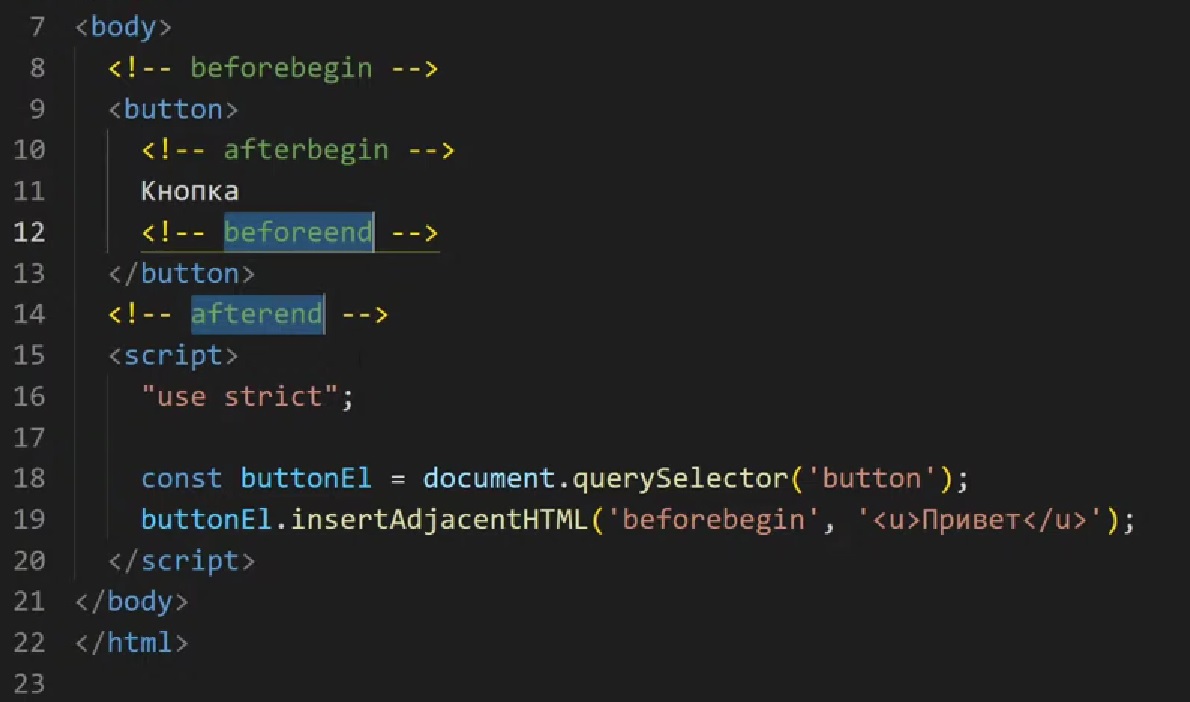 7 <body>
8 <!-- beforebegin -->
9 <button>
10 <!-- afterbegin -->
11 Кнопка
12 <!-- beforeend -->
13 </button>
14 <!-- afterend -->
15 <script>
16 "use strict";
17
18 const buttonEl = document.querySelector('button');
19 buttonEl.insertAdjacentHTML('beforebegin', '<u>Привет</u>');
20 </script>
21 </body>
22 </html>
23